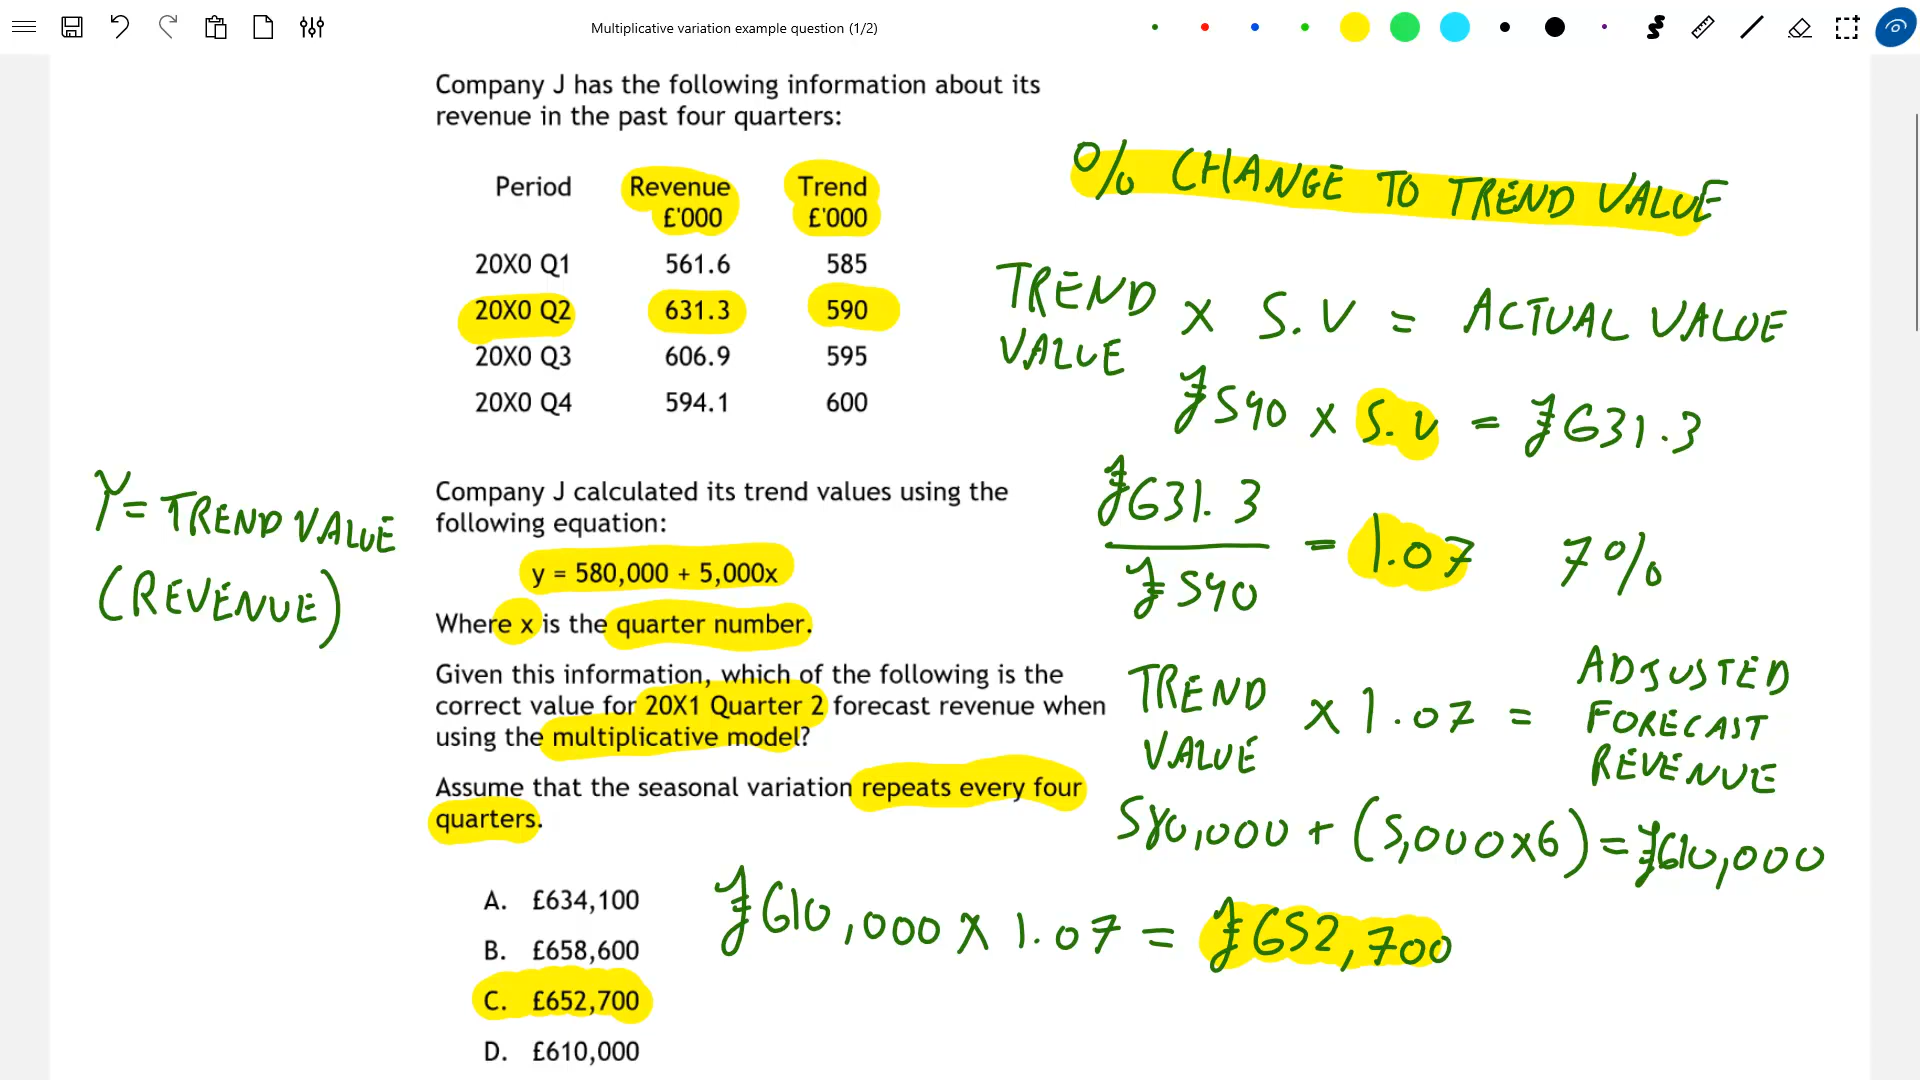 Multiplicative variation example question (1/2)
Company J has the following information about its
revenue in the past four quarters:
Period Revenue Trend
£'000 £'000
20X0 Q1 561.6 585
20X0 Q2 631.3 590
20X0 Q3 606.9 595
20X0 Q4 594.1 600
Company J calculated its trend values using the
following equation:
y = 580,000 + 5,000x
Where x is the quarter number.
Given this information, which of the following is the
correct value for 20X1 Quarter 2 forecast revenue when
using the multiplicative model?
Assume that the seasonal variation repeats every four
quarters.
A. £634,100
B. £658,600
C. £652,700
D. £610,000
Y = TREND VALUE
(REVENUE)
% CHANGE TO TREND VALUE
TREND VALUE X S.V = ACTUAL VALUE
£590 X S.V = £631.3
£631.3
£590
= 1.07 7%
TREND VALUE X 1.07 = ADJUSTED FORECAST REVENUE
580,000 + (5,000x6) = £610,000
£610,000 X 1.07 = £652,700